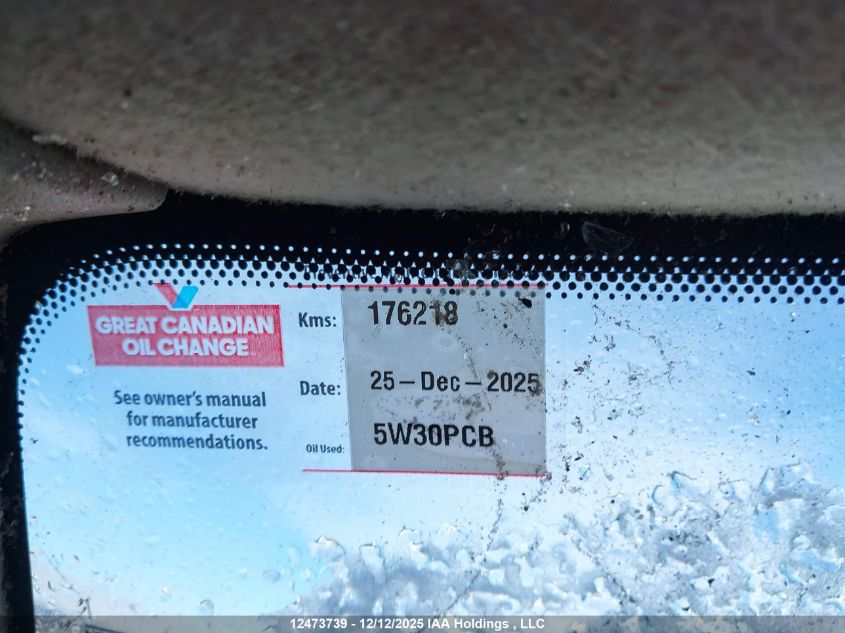 GREAT CANADIAN
OIL CHANGE
See owner's manual
for manufacturer
recommendations.
Kms: 176218
Date: 25-Dec-2025
Oil Used: 5W30PCB
12473739 - 12/12/2025 IAA Holdings , LLC